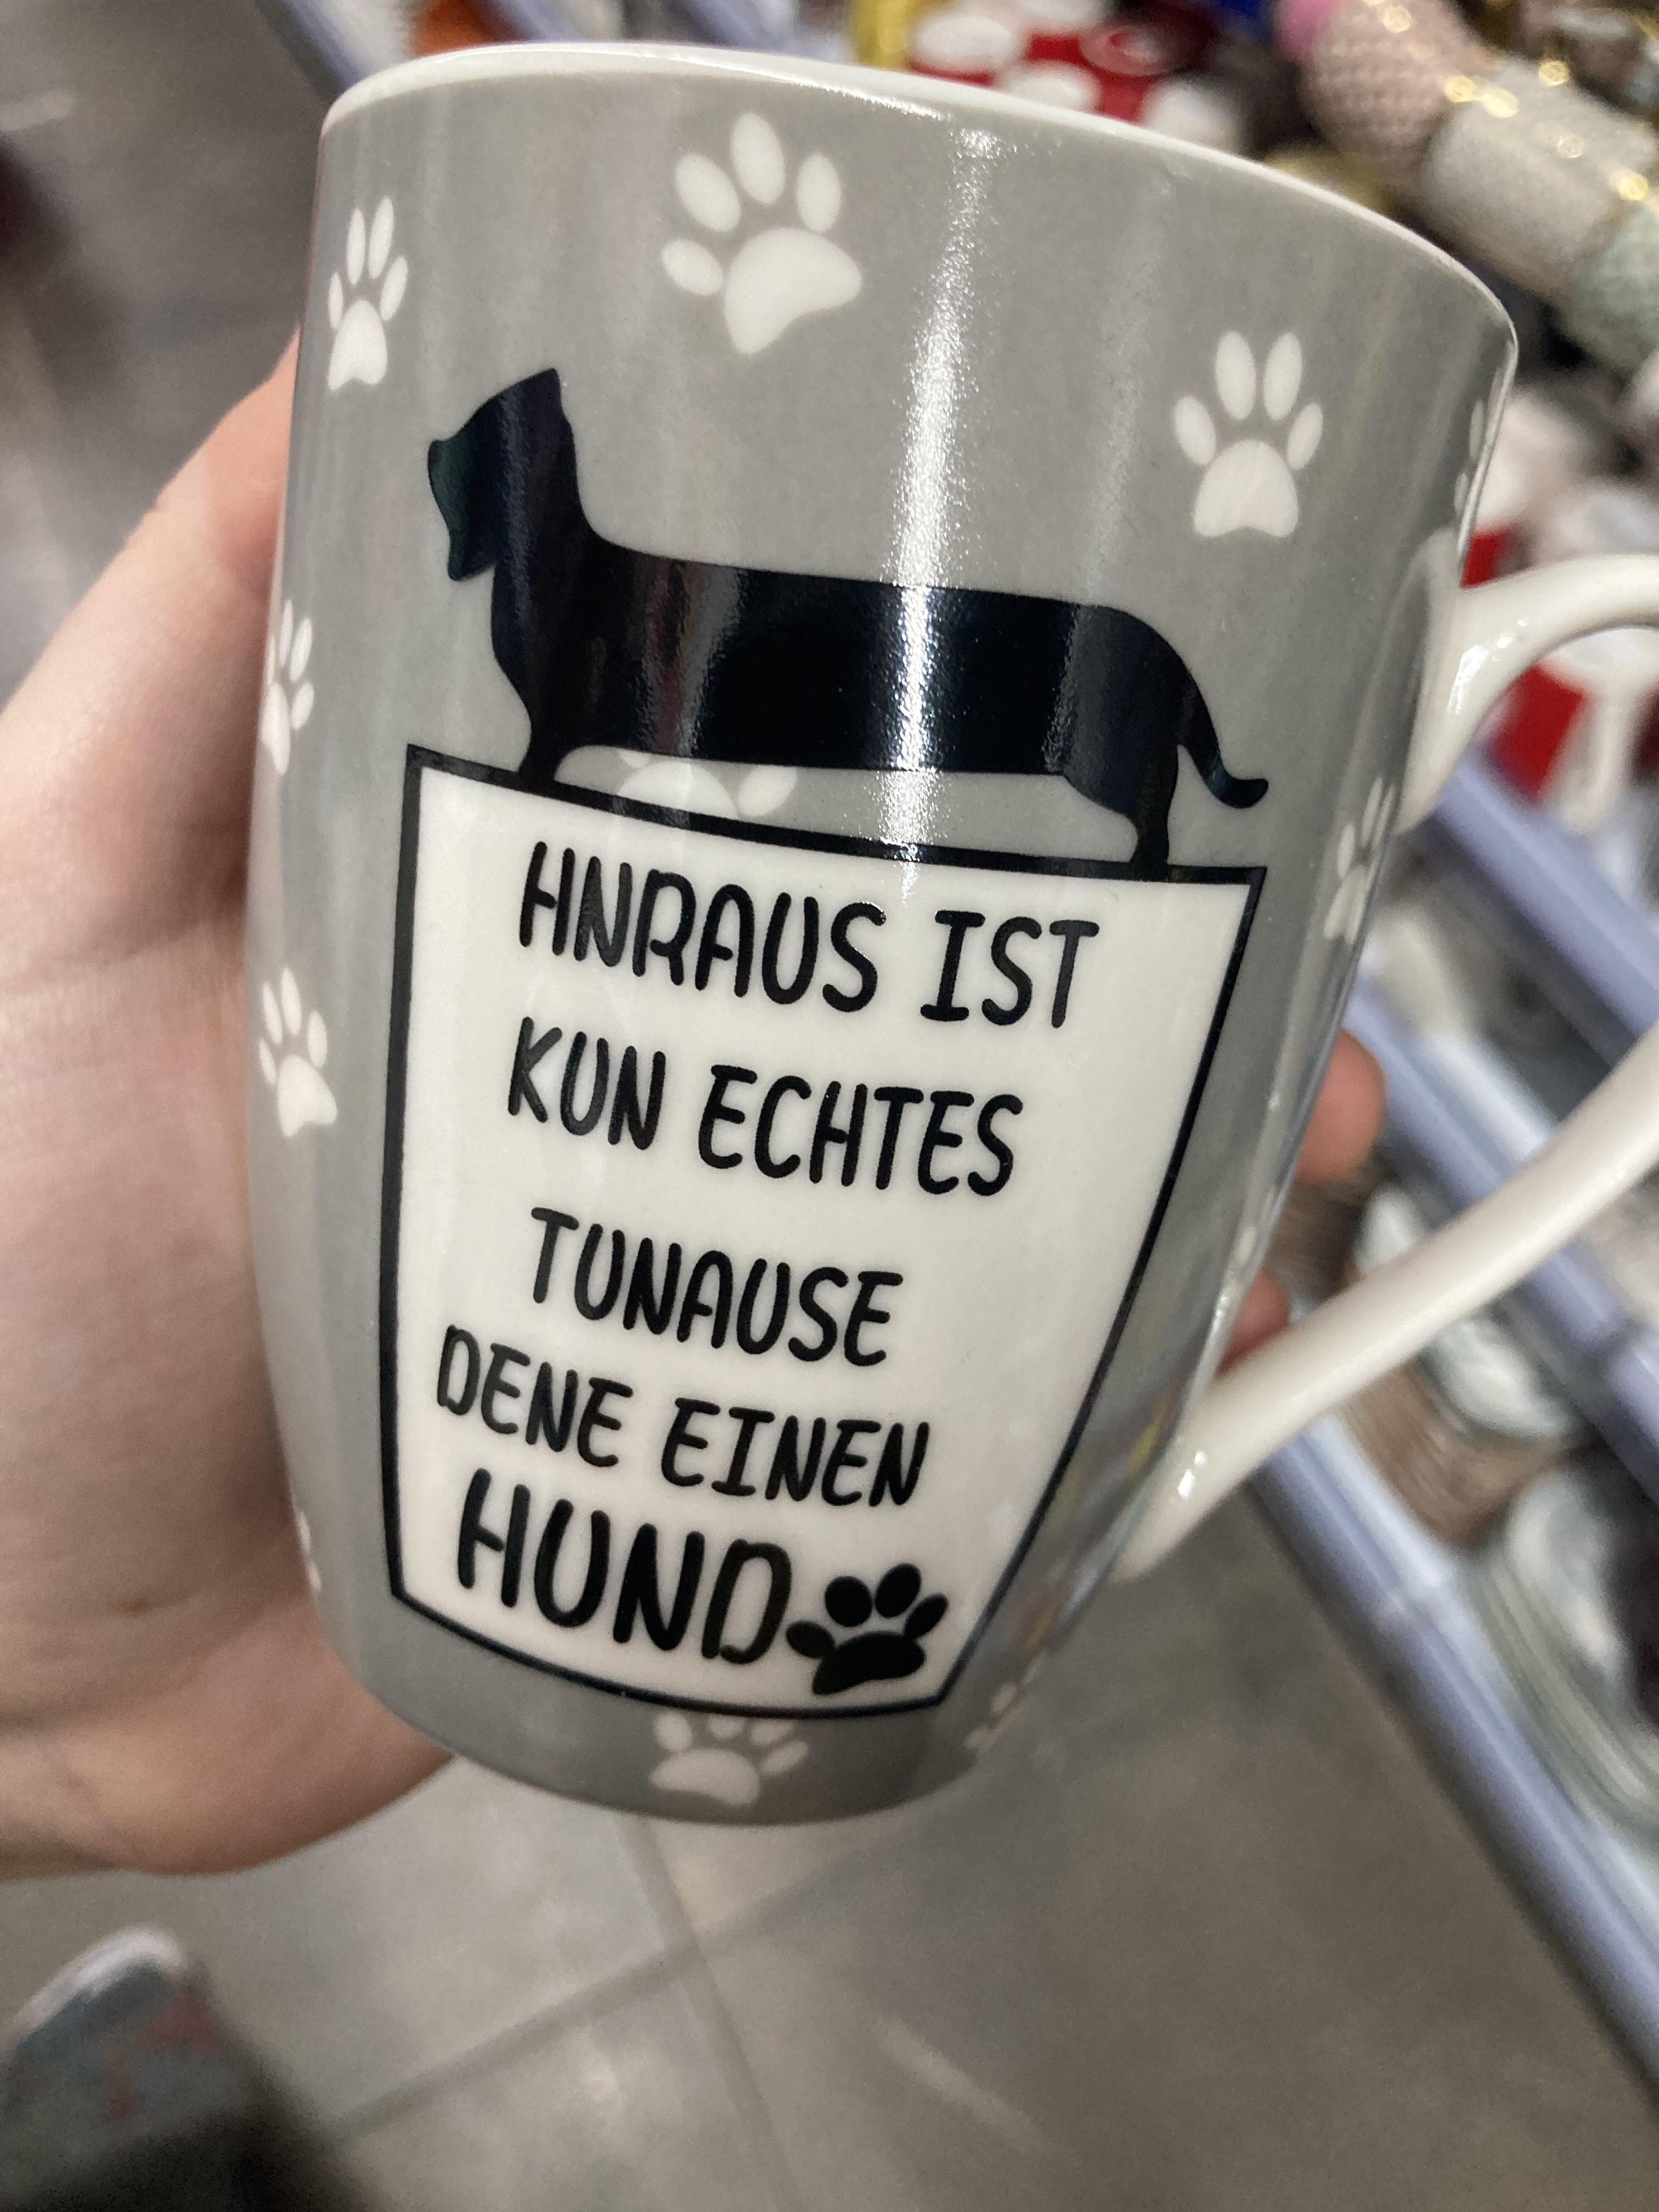 HNRAUS IST
KUN ECHTES
TUNAUSE
DENE EINEN
HUND